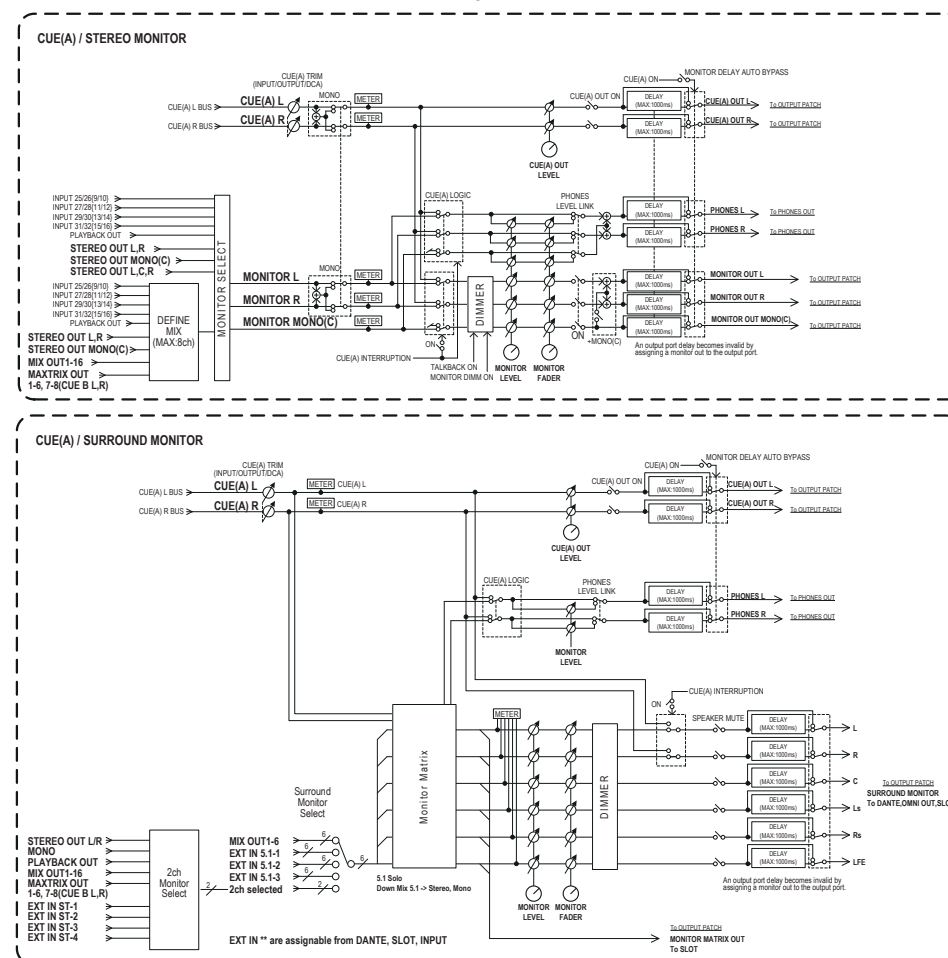 CUE(A) / STEREO MONITOR
CUE(A) TRIM
(INPUT/OUTPUT/DCA)
MONO
CUE(A) L BUS
CUE(A) L
METER
CUE(A) R BUS
CUE(A) R
METER
CUE(A) ON
MONITOR DELAY AUTO BYPASS
CUE(A) OUT ON
DELAY
(MAX:1000ms)
CUE(A) OUT L
To OUTPUT PATCH
DELAY
(MAX:1000ms)
CUE(A) OUT R
To OUTPUT PATCH
CUE(A) OUT
LEVEL
CUE(A) LOGIC
PHONES
LEVEL LINK
DELAY
(MAX:1000ms)
PHONES L
To PHONES OUT
DELAY
(MAX:1000ms)
PHONES R
To PHONES OUT
INPUT 25/26{9/10}
INPUT 27/28{11/12}
INPUT 29/30{13/14}
INPUT 31/32{15/16}
PLAYBACK OUT
STEREO OUT L,R
STEREO OUT MONO(C)
STEREO OUT L,C,R
INPUT 25/26{9/10}
INPUT 27/28{11/12}
INPUT 29/30{13/14}
INPUT 31/32{15/16}
PLAYBACK OUT
STEREO OUT L,R
STEREO OUT MONO(C)
MIX OUT1-16
MAXTRIX OUT
1-6, 7-8(CUE B L,R)
DEFINE
MIX
(MAX:8ch)
MONITOR SELECT
MONO
MONITOR L
METER
MONITOR R
METER
MONITOR MONO(C)
METER
ON
CUE(A) INTERRUPTION
DIMMER
TALKBACK ON
MONITOR DIMM ON
MONITOR
LEVEL
MONITOR
FADER
ON
+MONO(C)
DELAY
(MAX:1000ms)
MONITOR OUT L
To OUTPUT PATCH
DELAY
(MAX:1000ms)
MONITOR OUT R
To OUTPUT PATCH
DELAY
(MAX:1000ms)
MONITOR OUT MONO(C)
To OUTPUT PATCH
An output port delay becomes invalid by
assigning a monitor out to the output port.
CUE(A) / SURROUND MONITOR
CUE(A) TRIM
(INPUT/OUTPUT/DCA)
CUE(A) L BUS
CUE(A) L
METER
CUE(A) L
CUE(A) R BUS
CUE(A) R
METER
CUE(A) R
CUE(A) ON
MONITOR DELAY AUTO BYPASS
CUE(A) OUT ON
DELAY
(MAX:1000ms)
CUE(A) OUT L
To OUTPUT PATCH
DELAY
(MAX:1000ms)
CUE(A) OUT R
To OUTPUT PATCH
CUE(A) OUT
LEVEL
CUE(A) LOGIC
PHONES
LEVEL LINK
DELAY
(MAX:1000ms)
PHONES L
To PHONES OUT
DELAY
(MAX:1000ms)
PHONES R
To PHONES OUT
MONITOR
LEVEL
CUE(A) INTERRUPTION
ON
METER
SPEAKER MUTE
Monitor Matrix
DIMMER
DELAY
(MAX:1000ms)
L
DELAY
(MAX:1000ms)
R
DELAY
(MAX:1000ms)
C
DELAY
(MAX:1000ms)
Ls
DELAY
(MAX:1000ms)
Rs
DELAY
(MAX:1000ms)
LFE
To OUTPUT PATCH
SURROUND MONITOR
To DANTE,OMNI OUT,SLO
An output port delay becomes invalid by
assigning a monitor out to the output port.
Surround
Monitor
Select
STEREO OUT L/R
MONO
PLAYBACK OUT
MIX OUT1-16
MAXTRIX OUT
1-6, 7-8(CUE B L,R)
EXT IN ST-1
EXT IN ST-2
EXT IN ST-3
EXT IN ST-4
2ch
Monitor
Select
2
MIX OUT1-6
6
EXT IN 5.1-1
6
EXT IN 5.1-2
6
EXT IN 5.1-3
6
2ch selected
2
6
5.1 Solo
Down Mix 5.1 -> Stereo, Mono
MONITOR
LEVEL
MONITOR
FADER
EXT IN ** are assignable from DANTE, SLOT, INPUT
To OUTPUT PATCH
MONITOR MATRIX OUT
To SLOT